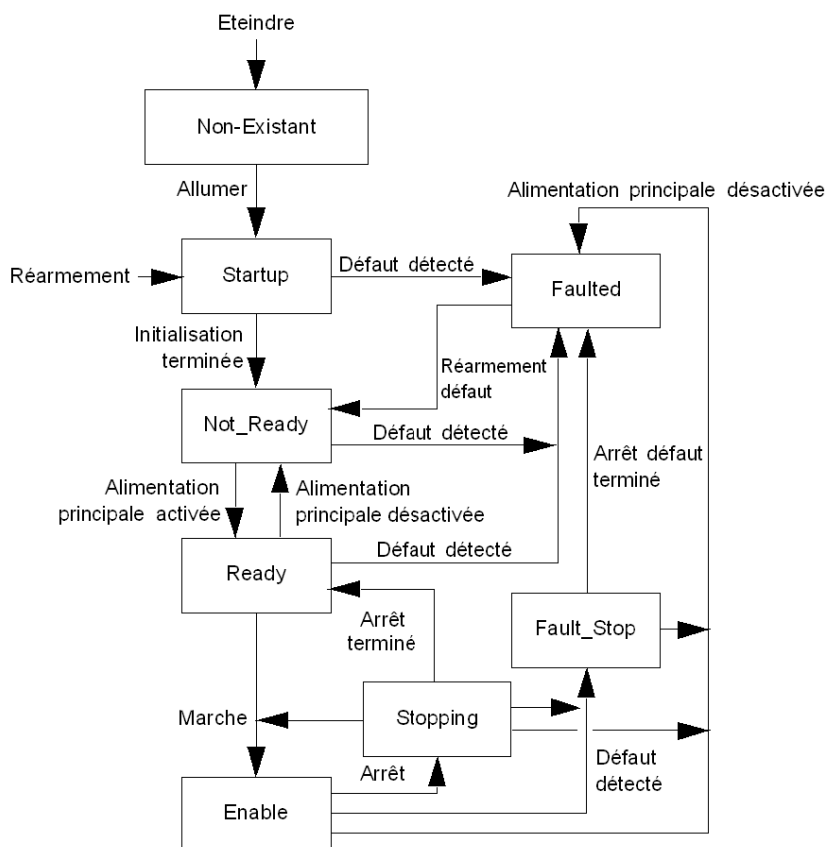 Eteindre
Non-Existant
Allumer
Alimentation principale désactivée
Réarmement
Startup
Défaut détecté
Faulted
Initialisation
terminée
Réarmement
défaut
Not_Ready
Défaut détecté
Arrêt défaut
terminé
Alimentation
principale activée
Alimentation
principale désactivée
Défaut détecté
Ready
Arrêt
terminé
Fault_Stop
Marche
Stopping
Arrêt
Défaut
détecté
Enable